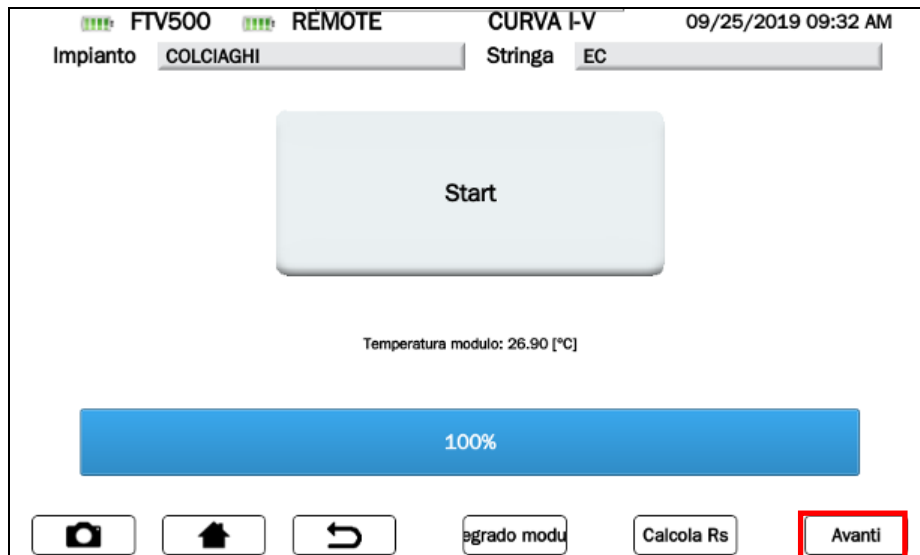 FTV500 REMOTE CURVA I-V 09/25/2019 09:32 AM
Impianto COLCIAGHI Stringa EC
Start
Temperatura modulo: 26.90 [°C]
100%
egrado modu Calcola Rs Avanti